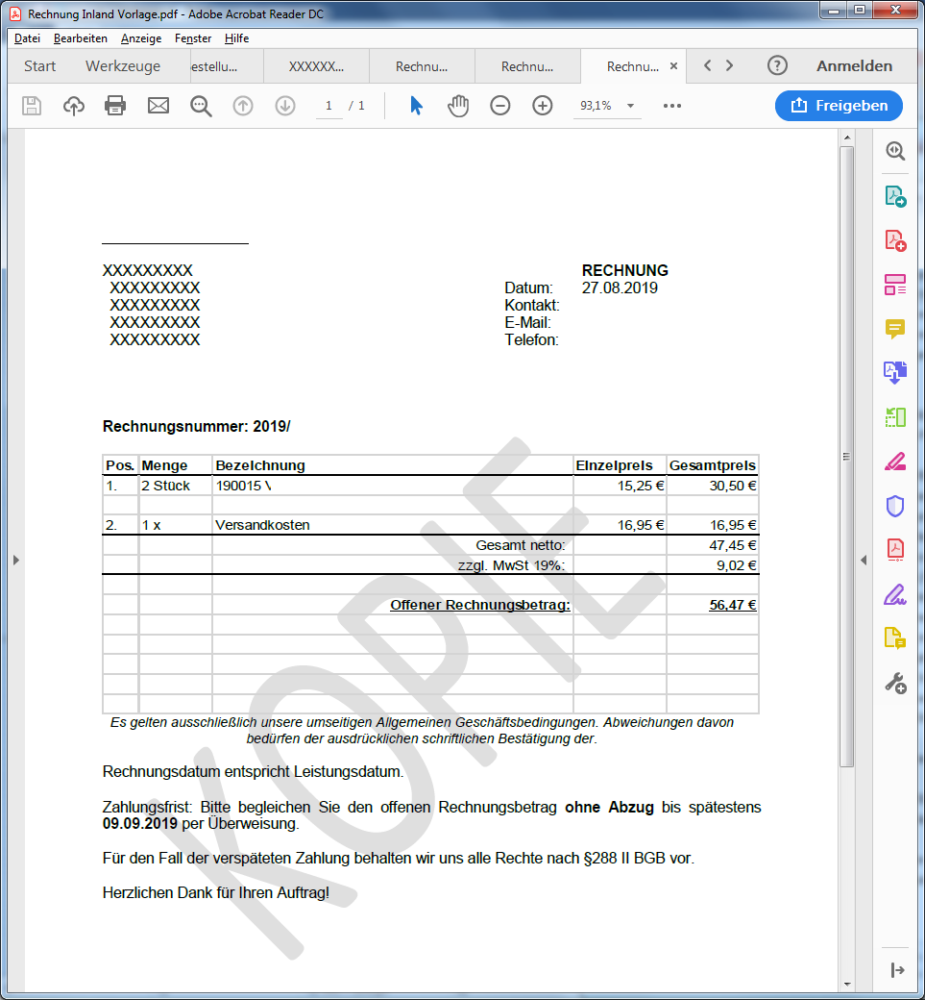 Rechnung Inland Vorlage.pdf - Adobe Acrobat Reader DC
Datei Bearbeiten Anzeige Fenster Hilfe
Start Werkzeuge estellu... XXXXXX... Rechnu... Rechnu... Rechnu... × Anmelden
1 / 1 93,1% Freigeben
XXXXXXXXX RECHNUNG
XXXXXXXXX Datum: 27.08.2019
XXXXXXXXX Kontakt:
XXXXXXXXX E-Mail:
XXXXXXXXX Telefon:
Rechnungsnummer: 2019/
Pos. Menge Bezeichnung Einzelpreis Gesamtpreis
1. 2 Stück 190015 \ 15,25 € 30,50 €
2. 1 x Versandkosten 16,95 € 16,95 €
Gesamt netto: 47,45 €
zzgl. MwSt 19%: 9,02 €
Offener Rechnungsbetrag: 56,47 €
KOPIE
Es gelten ausschließlich unsere umseitigen Allgemeinen Geschäftsbedingungen. Abweichungen davon
bedürfen der ausdrücklichen schriftlichen Bestätigung der.
Rechnungsdatum entspricht Leistungsdatum.
Zahlungsfrist: Bitte begleichen Sie den offenen Rechnungsbetrag ohne Abzug bis spätestens
09.09.2019 per Überweisung.
Für den Fall der verspäteten Zahlung behalten wir uns alle Rechte nach §288 II BGB vor.
Herzlichen Dank für Ihren Auftrag!